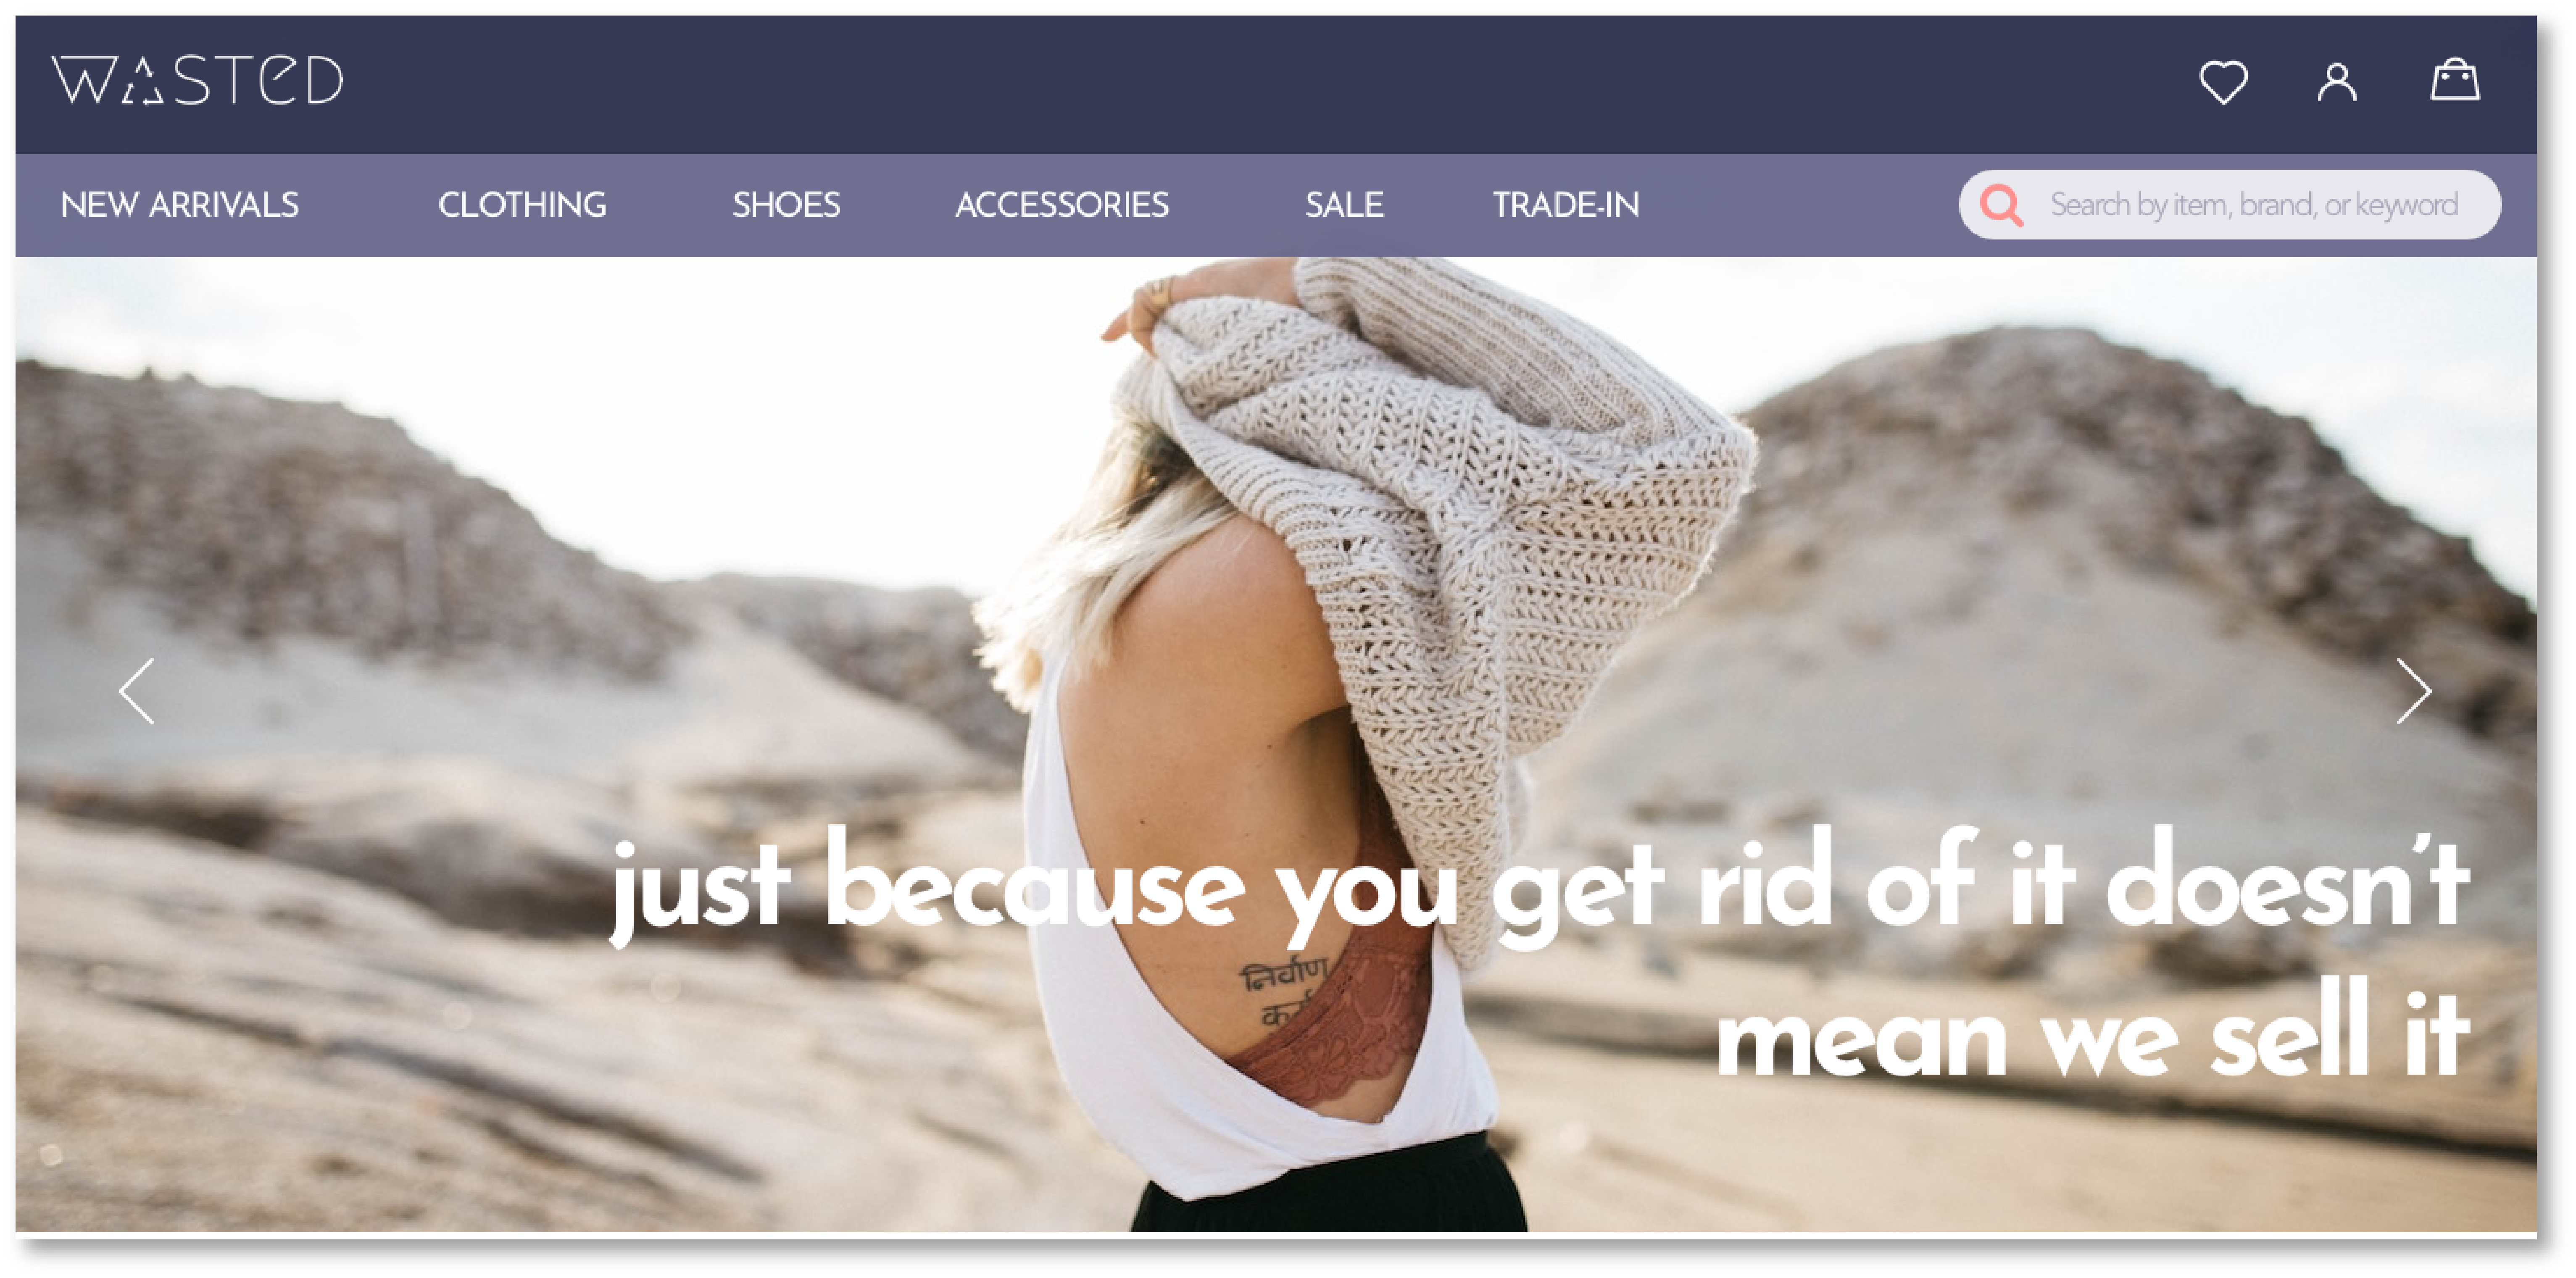 WASTeD
NEW ARRIVALS CLOTHING SHOES ACCESSORIES SALE TRADE-IN Search by item, brand, or keyword
just because you get rid of it doesn't
निर्वाण
mean we sell it